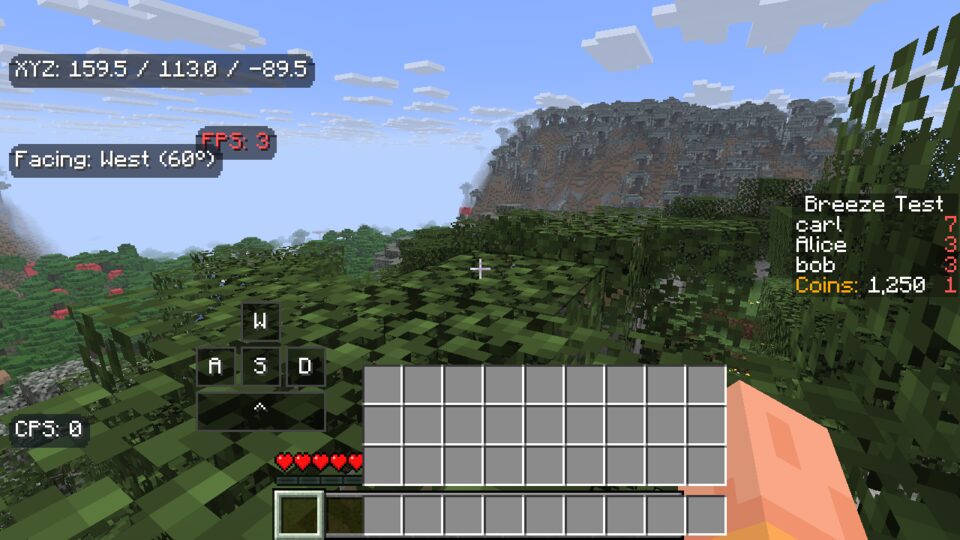 XYZ: 159.5 / 113.0 / -89.5
FPS: 3
Facing: West (60°)
Breeze Test
carl 7
Alice 3
bob 3
Coins: 1,250 1
W
A S D
^
CPS: 0